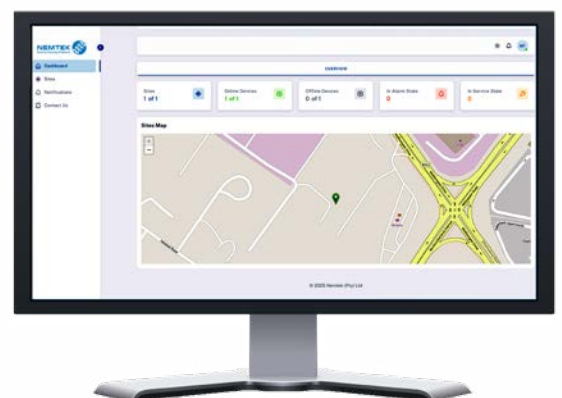 NEMTEK
Dashboard
Sites
Notifications
Contact Us
OVERVIEW
Sites
1 of 1
Online Devices
1 of 1
Offline Devices
0 of 1
In Alarm State
0
In Service State
0
Sites Map
+
−
© 2025 Nemtek (Pty) Ltd